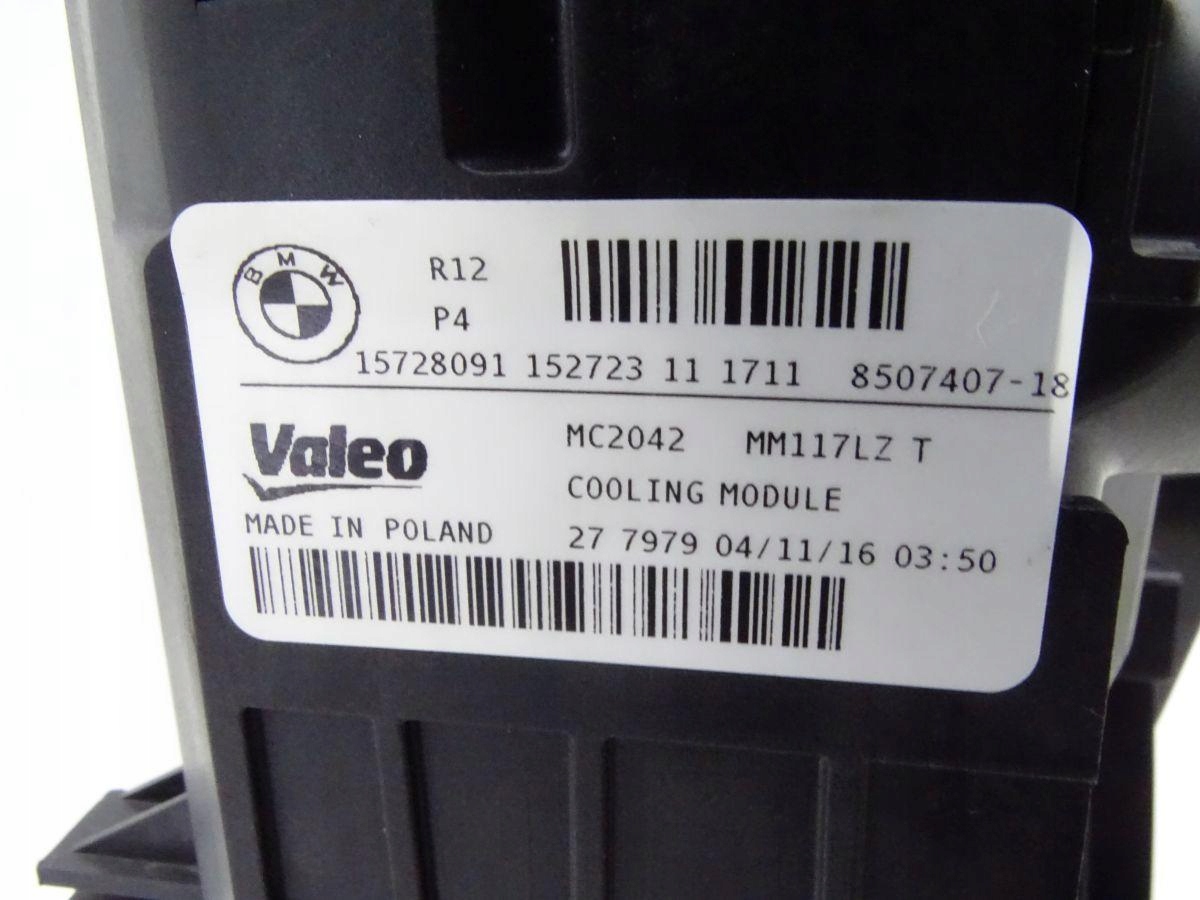 BMW
R12
P4
15728091 152723 11 1711 8507407-18
Valeo
MC2042 MM117LZ T
COOLING MODULE
MADE IN POLAND
27 7979 04/11/16 03:50